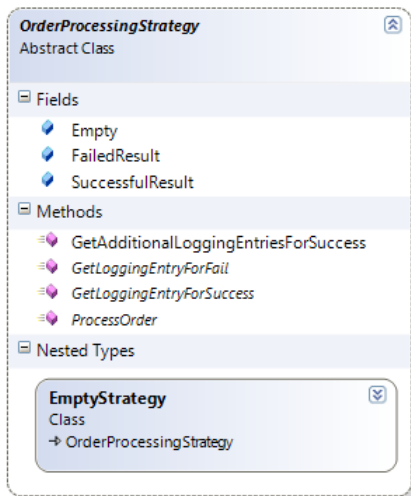 OrderProcessingStrategy
Abstract Class
Fields
Empty
FailedResult
SuccessfulResult
Methods
GetAdditionalLoggingEntriesForSuccess
GetLoggingEntryForFail
GetLoggingEntryForSuccess
ProcessOrder
Nested Types
EmptyStrategy
Class
OrderProcessingStrategy